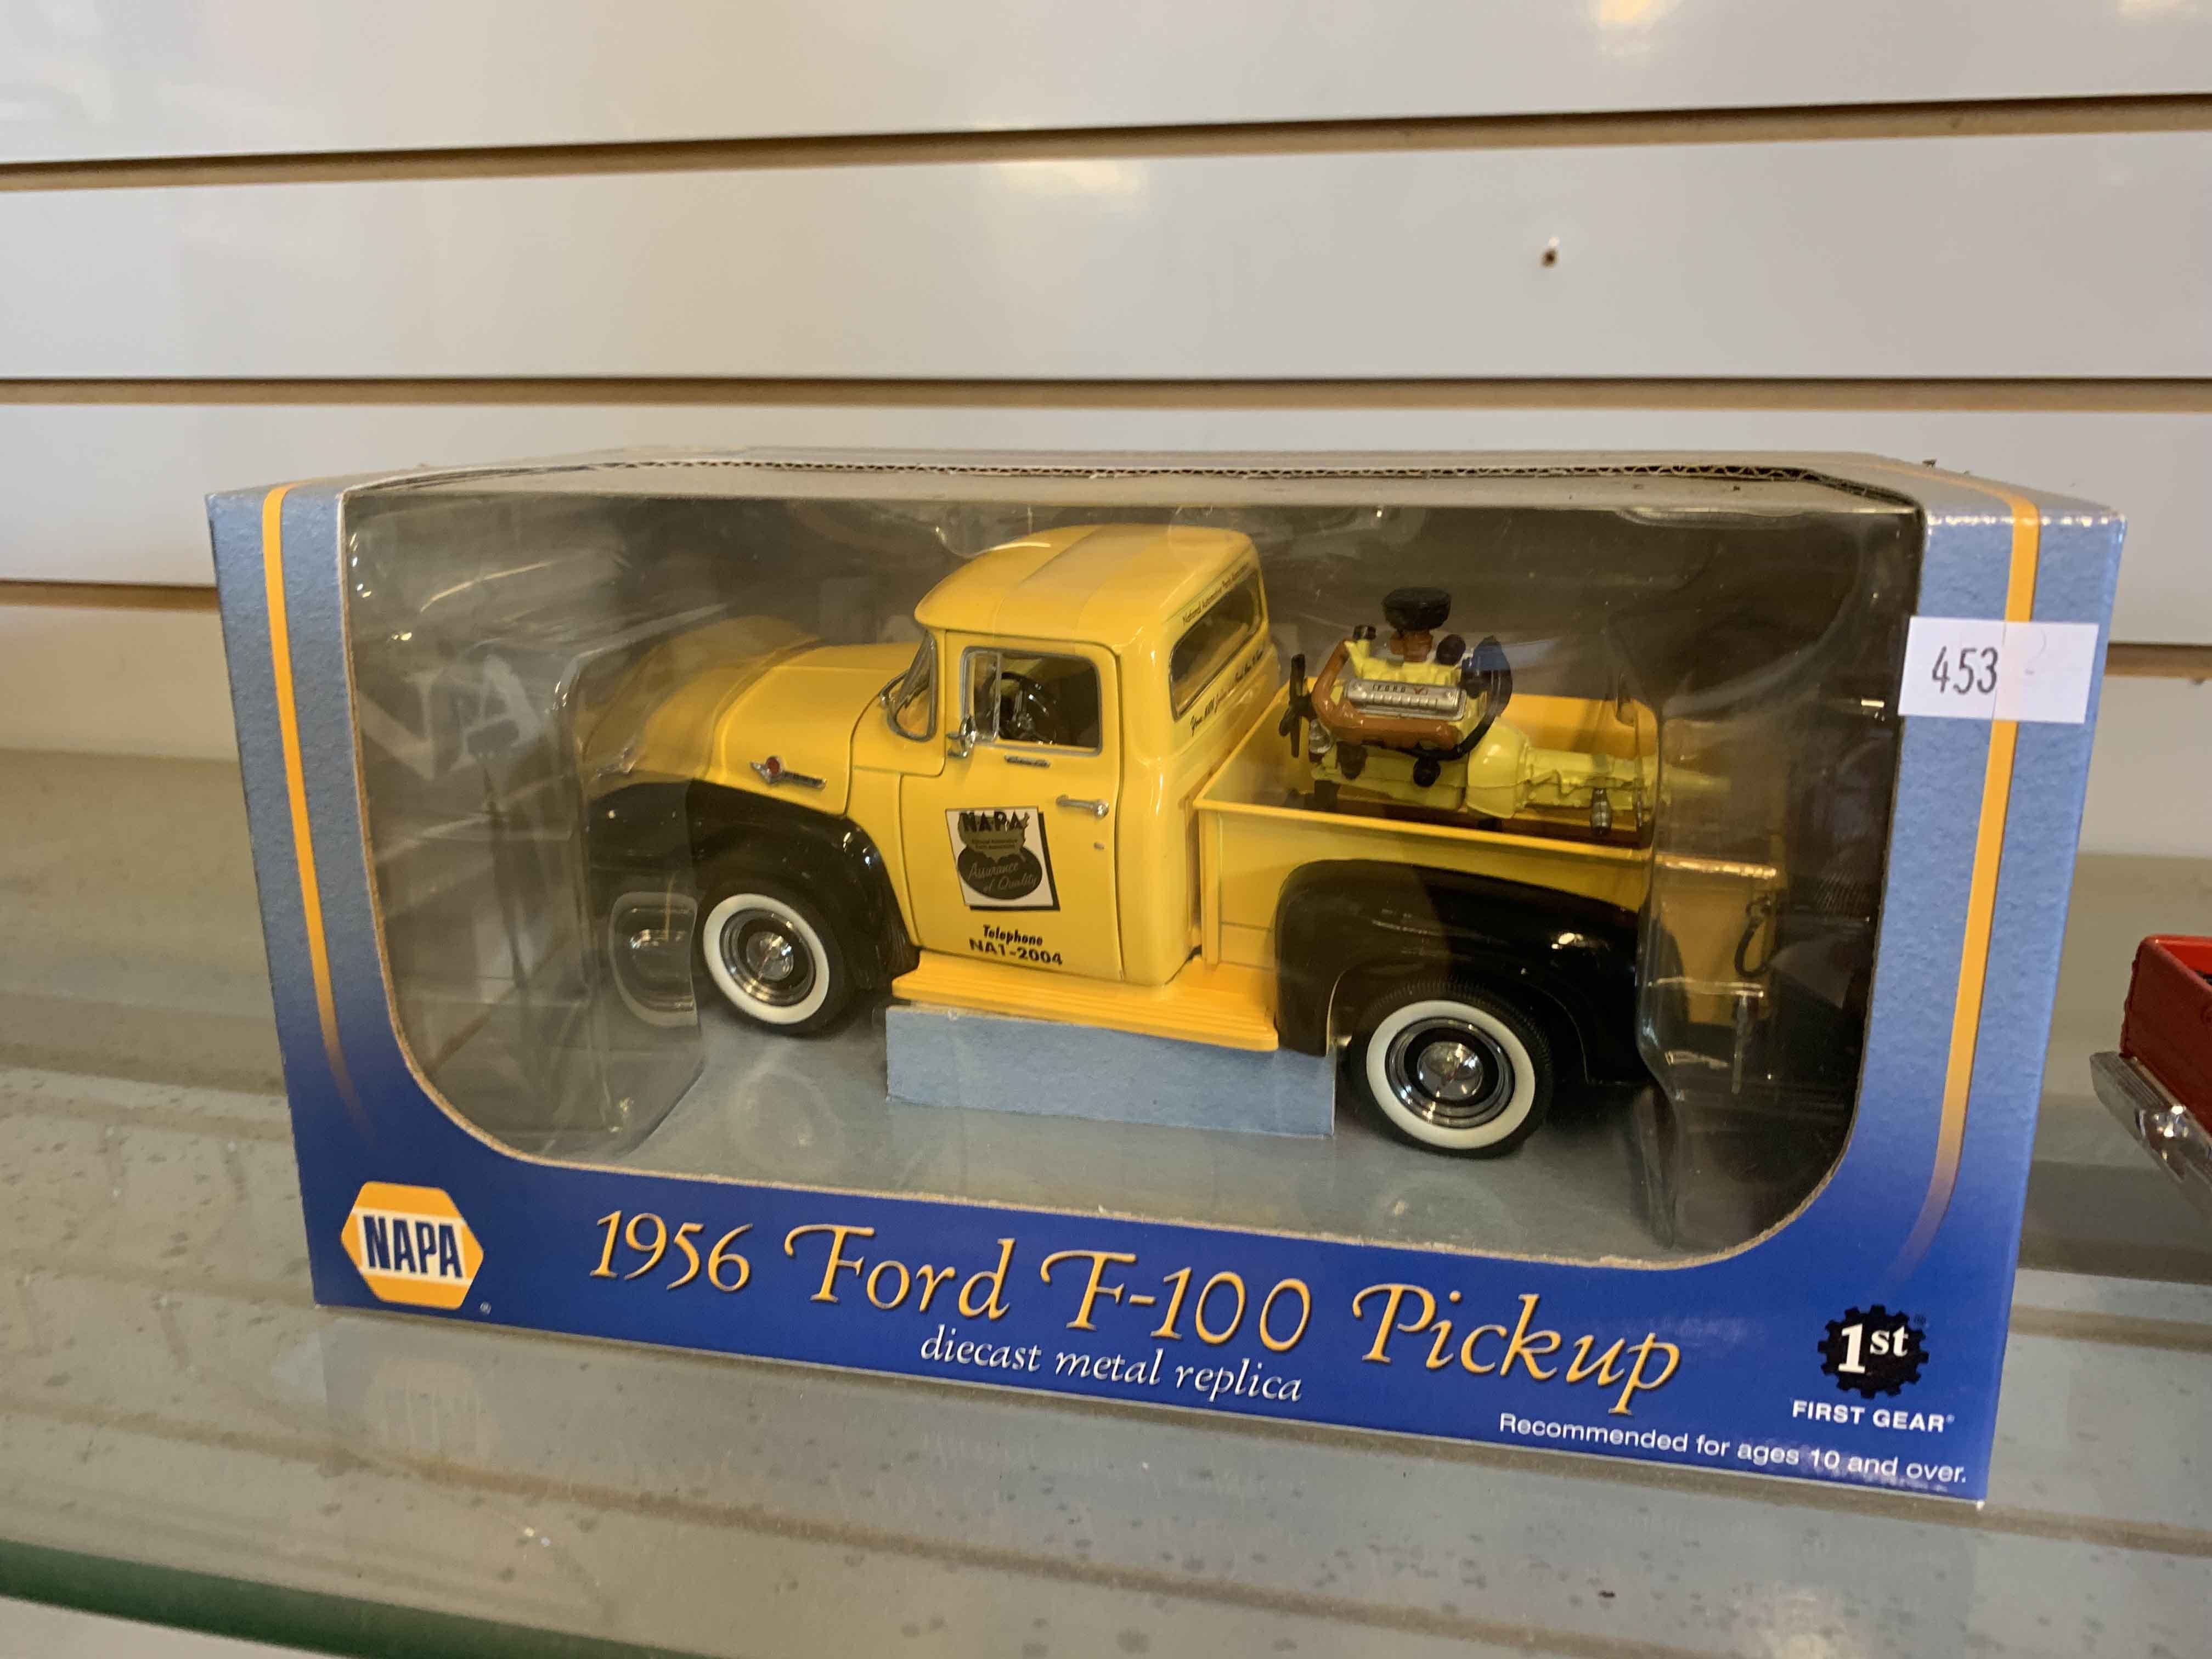 453
FORD
NAPA
Assurance
of Quality
Telephone
NA1-2004
NAPA
®
1956 Ford F-100 Pickup
diecast metal replica
1st
FIRST GEAR®
Recommended for ages 10 and over.